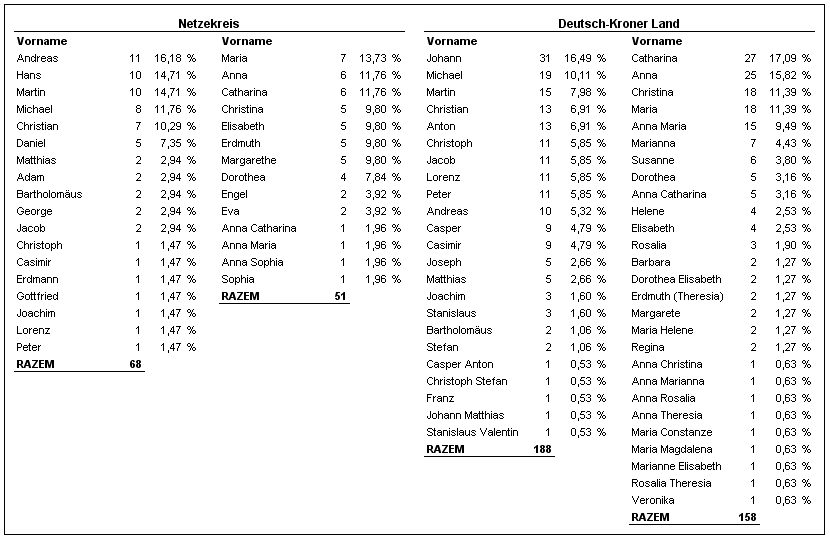 Netzekreis Deutsch-Kroner Land
Vorname Vorname Vorname Vorname
Andreas 11 16,18 % Maria 7 13,73 % Johann 31 16,49 % Catharina 27 17,09 %
Hans 10 14,71 % Anna 6 11,76 % Michael 19 10,11 % Anna 25 15,82 %
Martin 10 14,71 % Catharina 6 11,76 % Martin 15 7,98 % Christina 18 11,39 %
Michael 8 11,76 % Christina 5 9,80 % Christian 13 6,91 % Maria 18 11,39 %
Christian 7 10,29 % Elisabeth 5 9,80 % Anton 13 6,91 % Anna Maria 15 9,49 %
Daniel 5 7,35 % Erdmuth 5 9,80 % Christoph 11 5,85 % Marianna 7 4,43 %
Matthias 2 2,94 % Margarethe 5 9,80 % Jacob 11 5,85 % Susanne 6 3,80 %
Adam 2 2,94 % Dorothea 4 7,84 % Lorenz 11 5,85 % Dorothea 5 3,16 %
Bartholomäus 2 2,94 % Engel 2 3,92 % Peter 11 5,85 % Anna Catharina 5 3,16 %
George 2 2,94 % Eva 2 3,92 % Andreas 10 5,32 % Helene 4 2,53 %
Jacob 2 2,94 % Anna Catharina 1 1,96 % Casper 9 4,79 % Elisabeth 4 2,53 %
Christoph 1 1,47 % Anna Maria 1 1,96 % Casimir 9 4,79 % Rosalia 3 1,90 %
Casimir 1 1,47 % Anna Sophia 1 1,96 % Joseph 5 2,66 % Barbara 2 1,27 %
Erdmann 1 1,47 % Sophia 1 1,96 % Matthias 5 2,66 % Dorothea Elisabeth 2 1,27 %
Gottfried 1 1,47 % RAZEM 51 Joachim 3 1,60 % Erdmuth (Theresia) 2 1,27 %
Joachim 1 1,47 % Stanislaus 3 1,60 % Margarete 2 1,27 %
Lorenz 1 1,47 % Bartholomäus 2 1,06 % Maria Helene 2 1,27 %
Peter 1 1,47 % Stefan 2 1,06 % Regina 2 1,27 %
RAZEM 68 Casper Anton 1 0,53 % Anna Christina 1 0,63 %
Christoph Stefan 1 0,53 % Anna Marianna 1 0,63 %
Franz 1 0,53 % Anna Rosalia 1 0,63 %
Johann Matthias 1 0,53 % Anna Theresia 1 0,63 %
Stanislaus Valentin 1 0,53 % Maria Constanze 1 0,63 %
RAZEM 188 Maria Magdalena 1 0,63 %
Marianne Elisabeth 1 0,63 %
Rosalia Theresia 1 0,63 %
Veronika 1 0,63 %
RAZEM 158